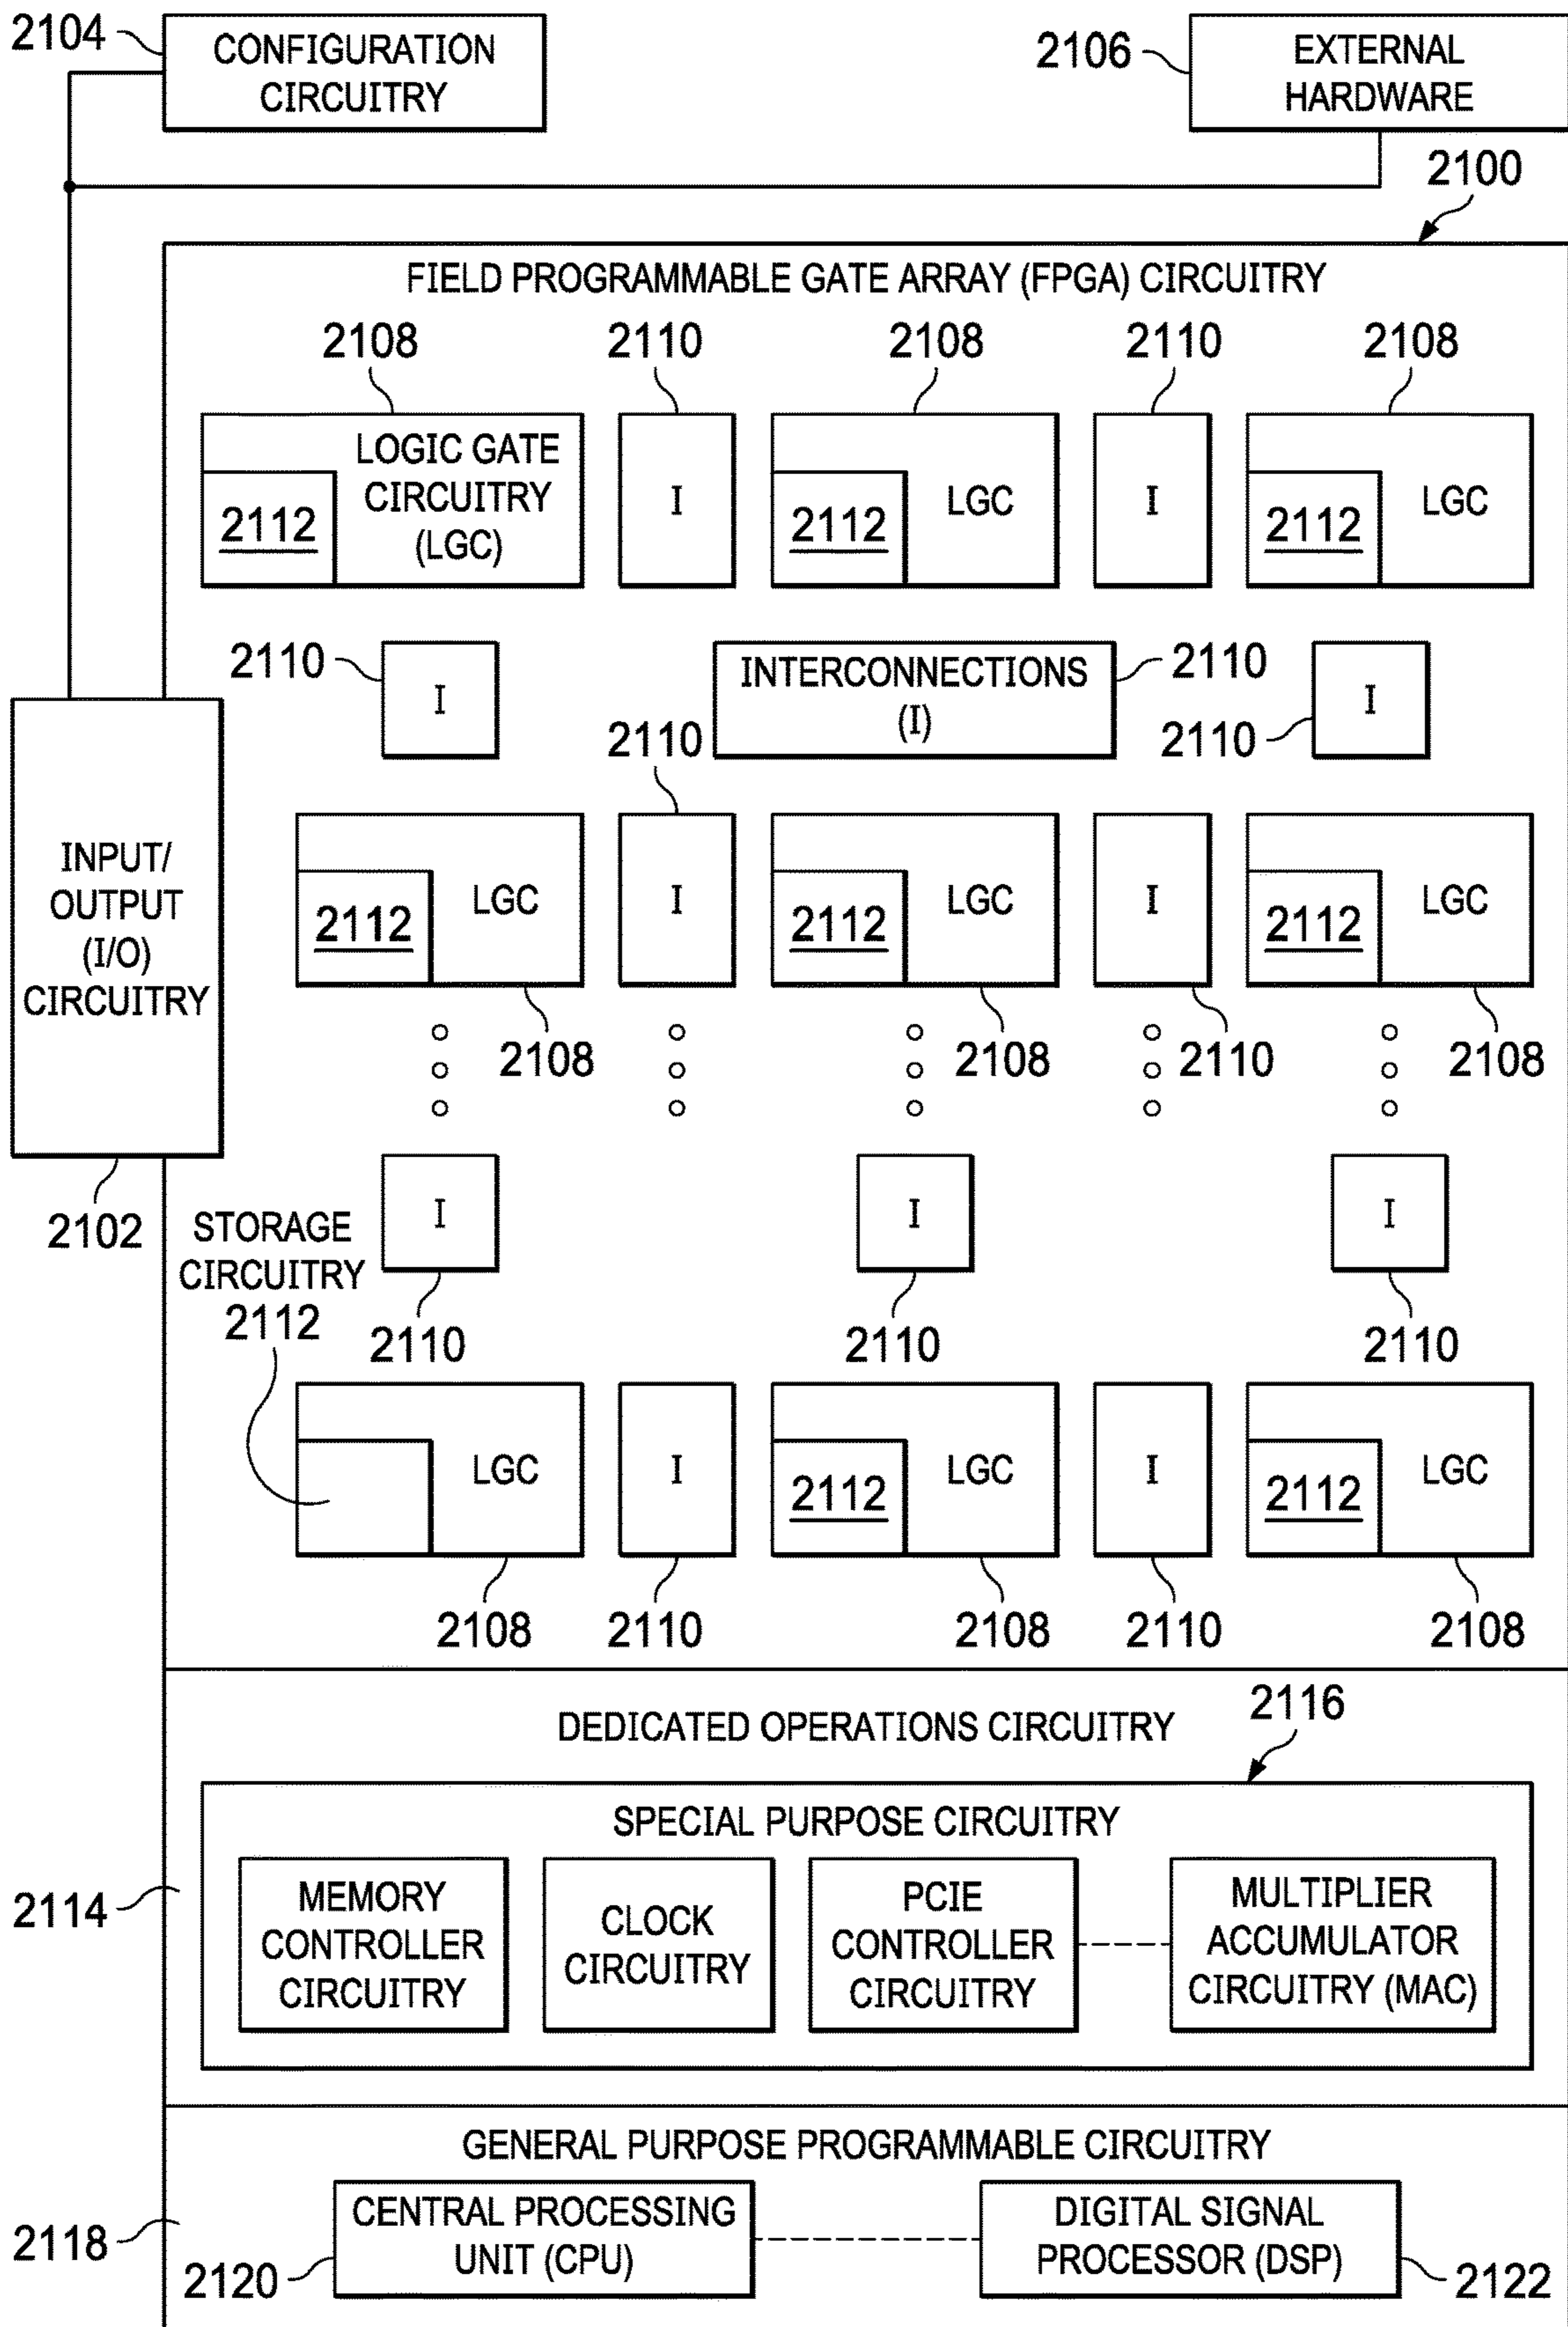 2104
CONFIGURATION
CIRCUITRY
2106
EXTERNAL
HARDWARE
2100
FIELD PROGRAMMABLE GATE ARRAY (FPGA) CIRCUITRY
2108 2110 2108 2110 2108
LOGIC GATE
CIRCUITRY
(LGC)
2112
I
2112
LGC
I
2112
LGC
2110
I
INTERCONNECTIONS
(I)
2110
2110
I
2110
INPUT/
OUTPUT
(I/O)
CIRCUITRY
2102
2112
LGC
I
2112
LGC
I
2112
LGC
2108 2108 2110 2108
I I I
STORAGE
CIRCUITRY
2112
2110 2110 2110
LGC
I
2112
LGC
I
2112
LGC
2108 2110 2108 2110 2108
DEDICATED OPERATIONS CIRCUITRY
2116
SPECIAL PURPOSE CIRCUITRY
2114
MEMORY
CONTROLLER
CIRCUITRY
CLOCK
CIRCUITRY
PCIE
CONTROLLER
CIRCUITRY
MULTIPLIER
ACCUMULATOR
CIRCUITRY (MAC)
GENERAL PURPOSE PROGRAMMABLE CIRCUITRY
2118
CENTRAL PROCESSING
UNIT (CPU)
2120
DIGITAL SIGNAL
PROCESSOR (DSP)
2122